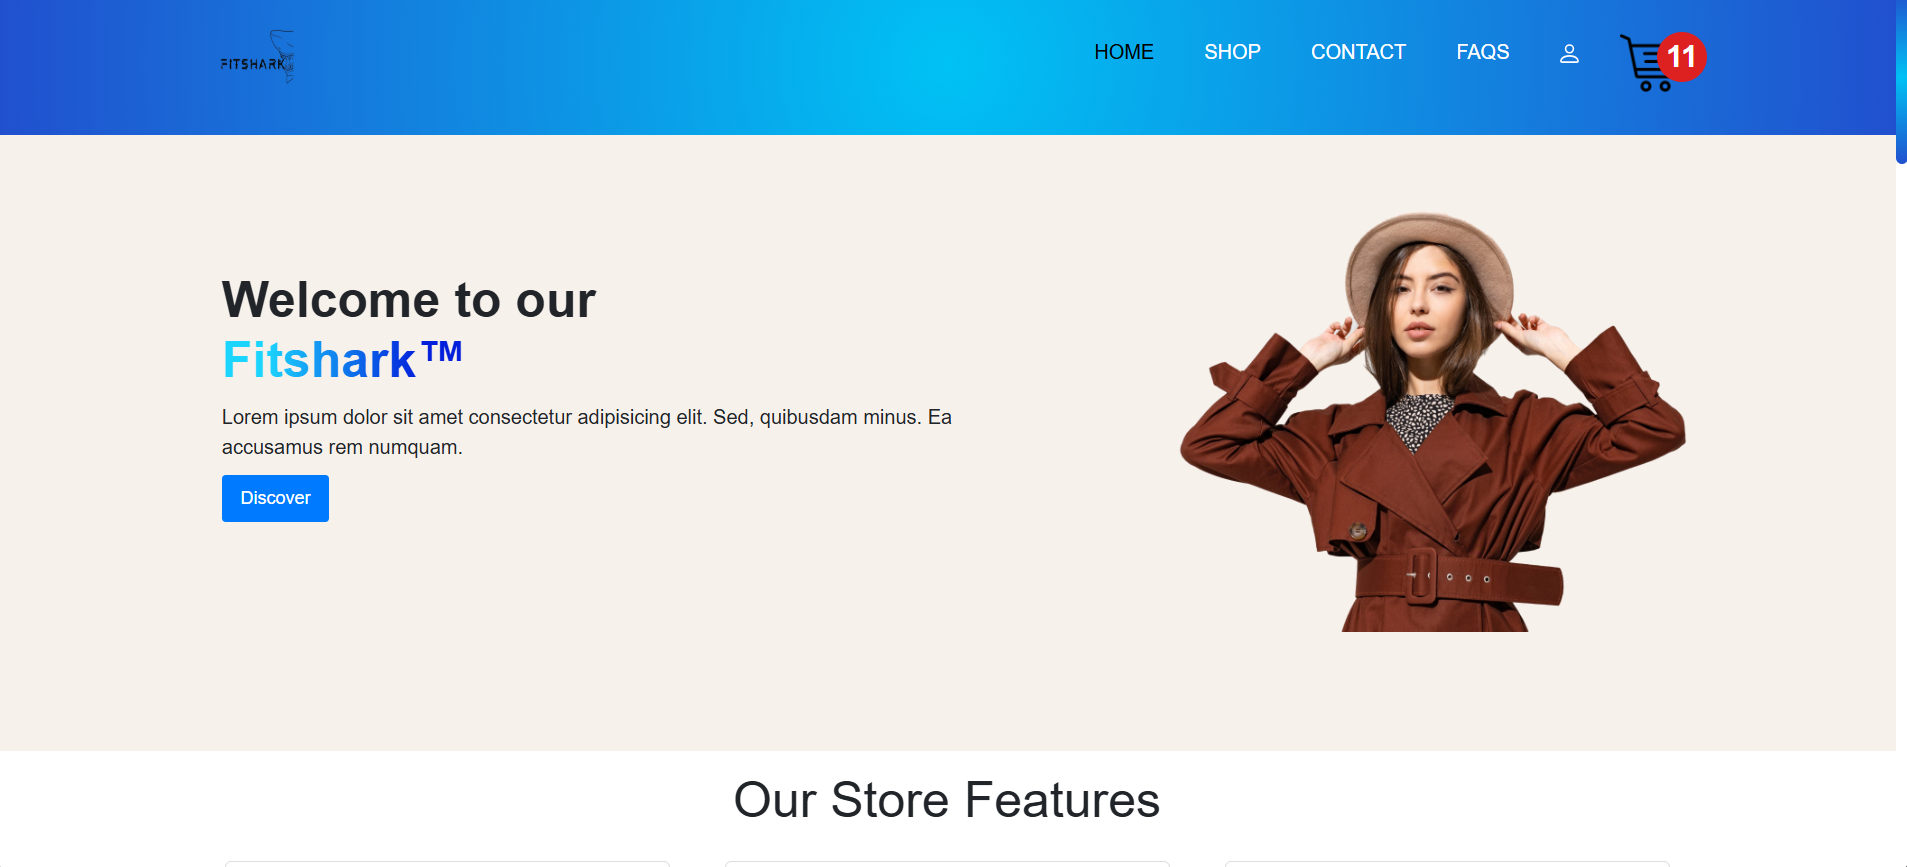 FITSHARK
HOME
SHOP
CONTACT
FAQS
11
Welcome to our
Fitshark™
Lorem ipsum dolor sit amet consectetur adipisicing elit. Sed, quibusdam minus. Ea
accusamus rem numquam.
Discover
Our Store Features